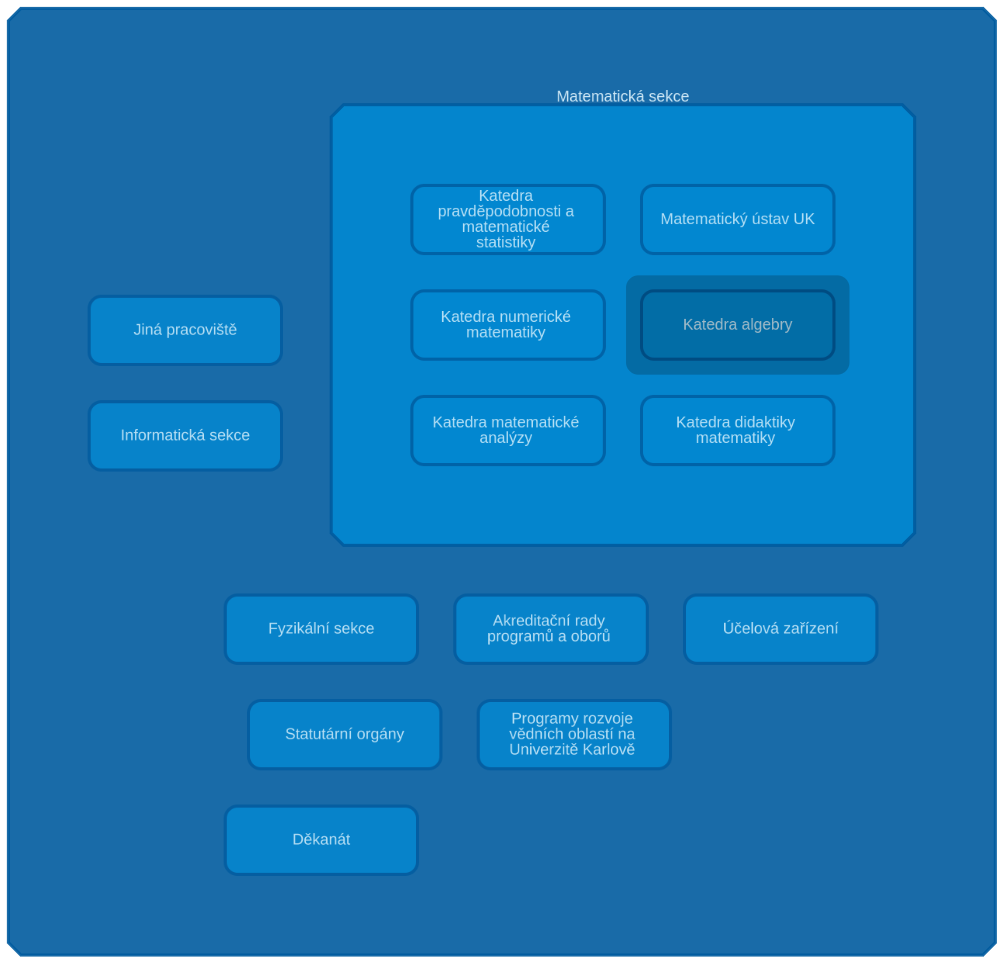 Matematická sekce
Katedra
pravděpodobnosti a
matematické
statistiky
Matematický ústav UK
Katedra numerické
matematiky
Katedra algebry
Katedra matematické
analýzy
Katedra didaktiky
matematiky
Jiná pracoviště
Informatická sekce
Fyzikální sekce
Akreditační rady
programů a oborů
Účelová zařízení
Statutární orgány
Programy rozvoje
vědních oblastí na
Univerzitě Karlově
Děkanát